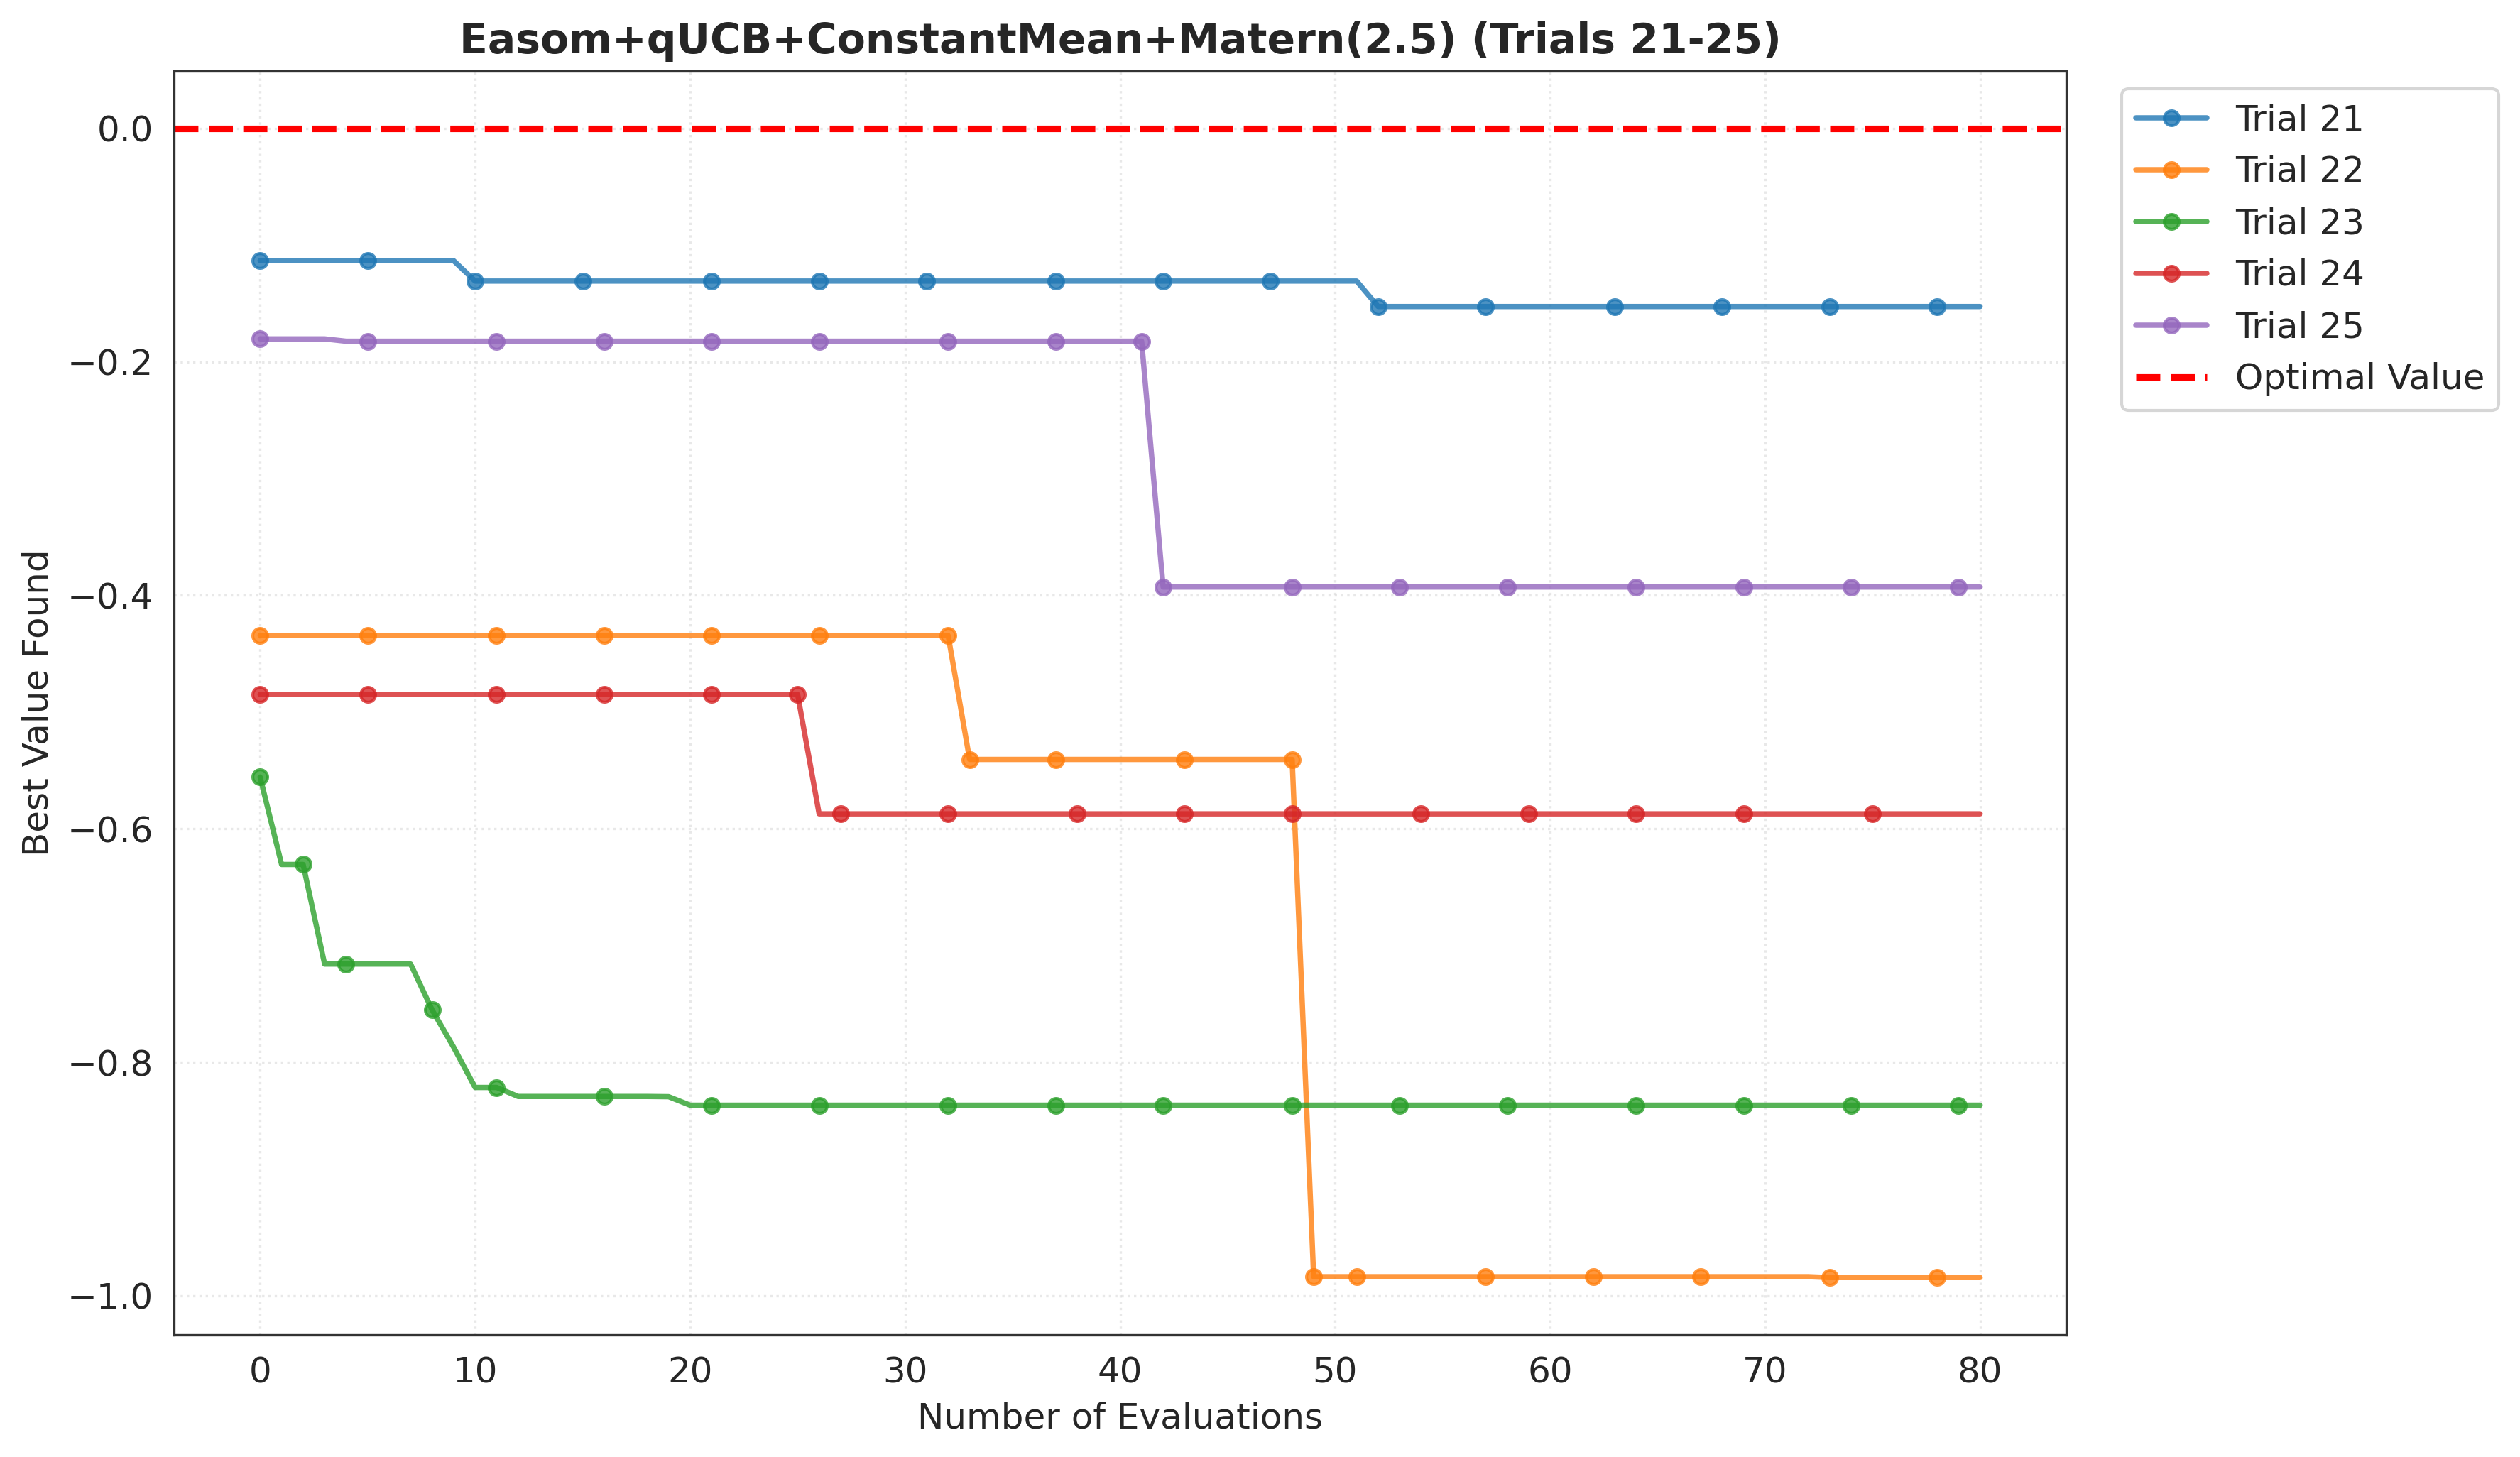 Easom+qUCB+ConstantMean+Matern(2.5) (Trials 21-25)
Best Value Found
0.0
−0.2
−0.4
−0.6
−0.8
−1.0
0 10 20 30 40 50 60 70 80
Number of Evaluations
Trial 21
Trial 22
Trial 23
Trial 24
Trial 25
Optimal Value